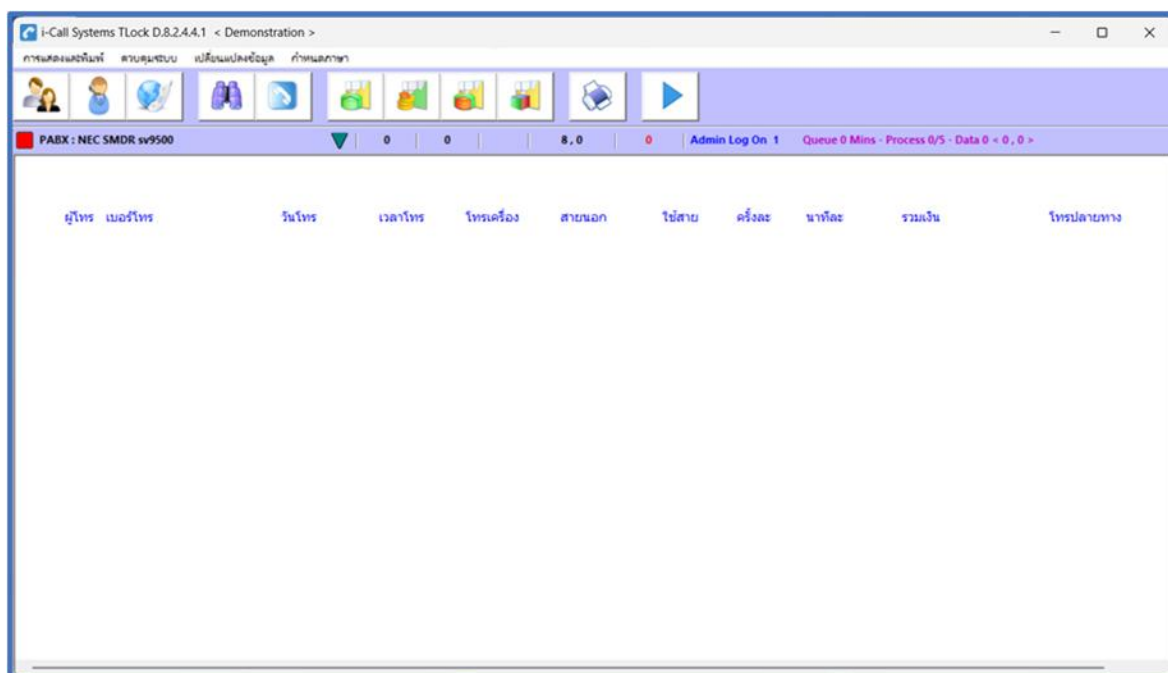 i-Call Systems TLock D.8.2.4.4.1 < Demonstration >
การแสดงและพิมพ์ ควบคุมระบบ เปลี่ยนแปลงข้อมูล กำหนดภาษา
PABX : NEC SMDR sv9500 0 0 8 , 0 0 Admin Log On 1 Queue 0 Mins - Process 0/5 - Data 0 < 0 , 0 >
ผู้โทร เบอร์โทร วันโทร เวลาโทร โทรเครื่อง สายนอก ใช้สาย ครั้งละ นาทีละ รวมเงิน โทรปลายทาง